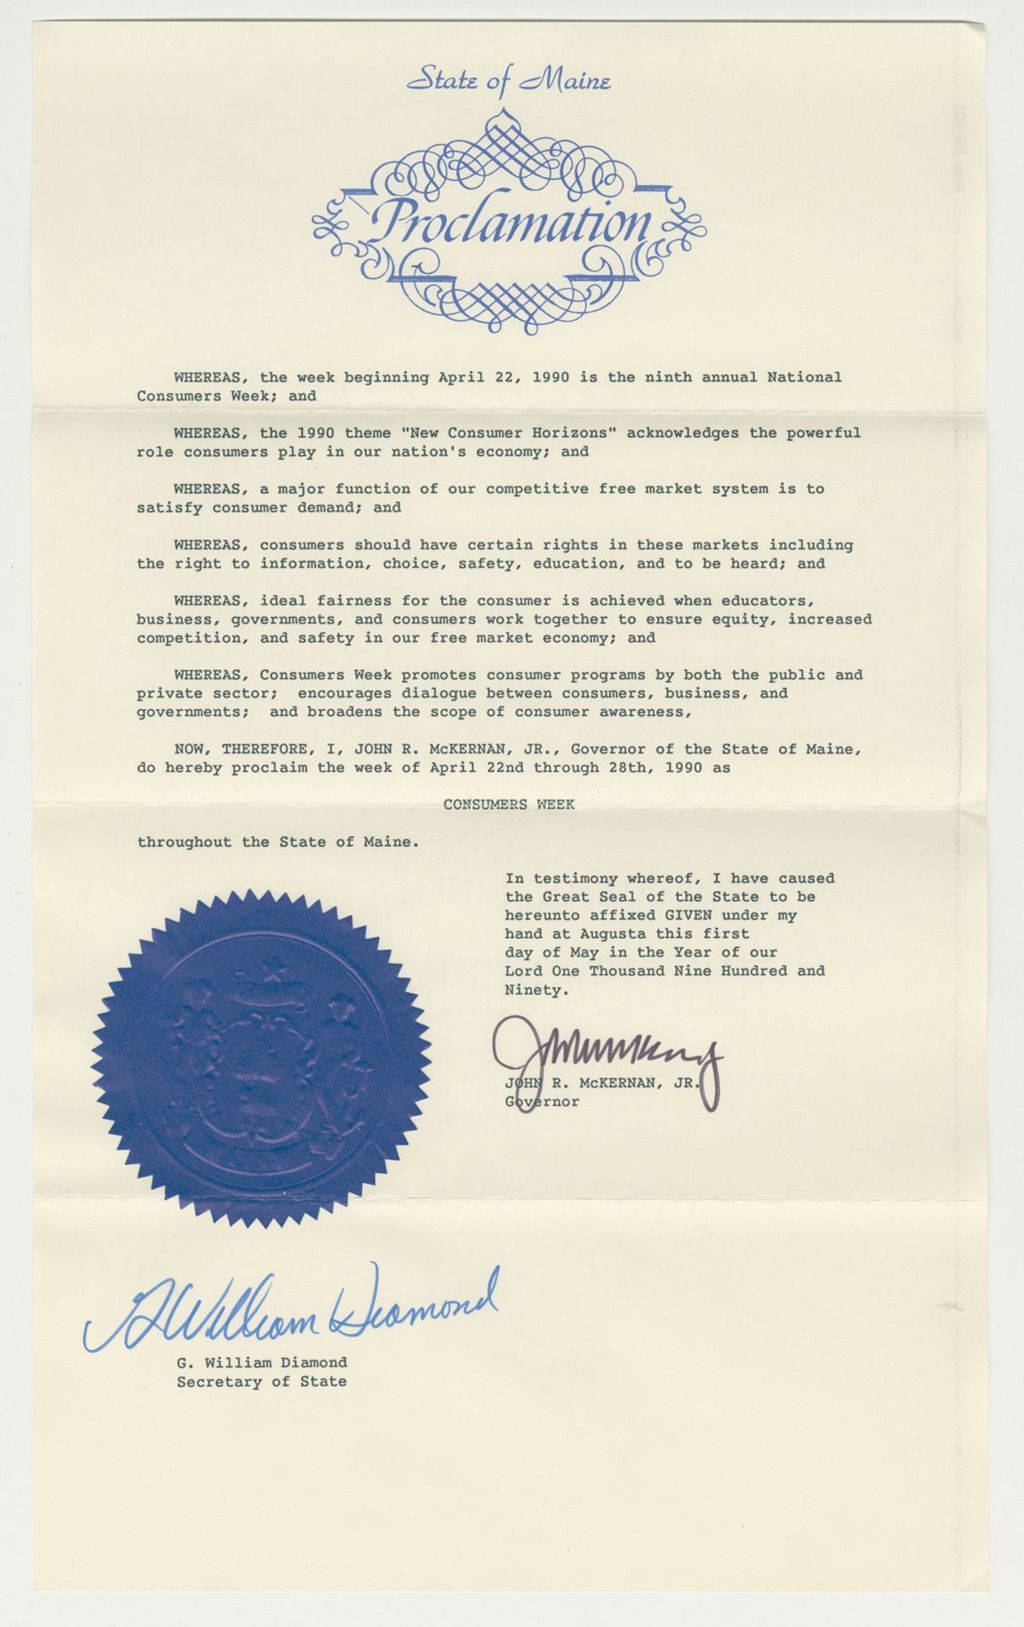 State of Maine
Proclamation
WHEREAS, the week beginning April 22, 1990 is the ninth annual National
Consumers Week; and
WHEREAS, the 1990 theme "New Consumer Horizons" acknowledges the powerful
role consumers play in our nation's economy; and
WHEREAS, a major function of our competitive free market system is to
satisfy consumer demand; and
WHEREAS, consumers should have certain rights in these markets including
the right to information, choice, safety, education, and to be heard; and
WHEREAS, ideal fairness for the consumer is achieved when educators,
business, governments, and consumers work together to ensure equity, increased
competition, and safety in our free market economy; and
WHEREAS, Consumers Week promotes consumer programs by both the public and
private sector; encourages dialogue between consumers, business, and
governments; and broadens the scope of consumer awareness,
NOW, THEREFORE, I, JOHN R. McKERNAN, JR., Governor of the State of Maine,
do hereby proclaim the week of April 22nd through 28th, 1990 as
CONSUMERS WEEK
throughout the State of Maine.
In testimony whereof, I have caused
the Great Seal of the State to be
hereunto affixed GIVEN under my
hand at Augusta this first
day of May in the Year of our
Lord One Thousand Nine Hundred and
Ninety.
JOHN R. McKERNAN, JR.
Governor
G William Diamond
G. William Diamond
Secretary of State